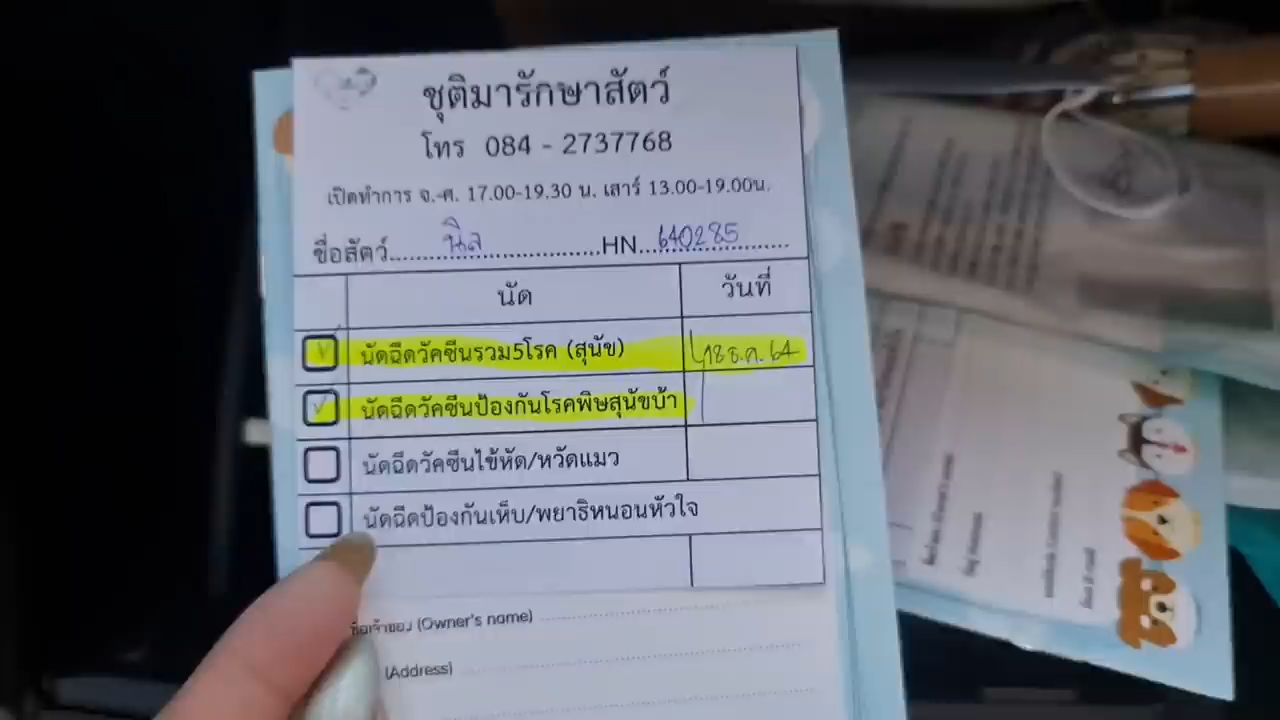 ชุติมารักษาสัตว์
โทร 084 - 2737768
เปิดทำการ จ.-ศ. 17.00-19.30 น. เสาร์ 13.00-19.00น.
ชื่อสัตว์.....นิล.....HN...640285.....
นัด วันที่
นัดฉีดวัคซีนรวม5โรค (สุนัข) 18 ธ.ค. 64
นัดฉีดวัคซีนป้องกันโรคพิษสุนัขบ้า
นัดฉีดวัคซีนไข้หัด/หวัดแมว
นัดฉีดป้องกันเห็บ/พยาธิหนอนหัวใจ
ชื่อเจ้าของ (Owner's name)
(Address)